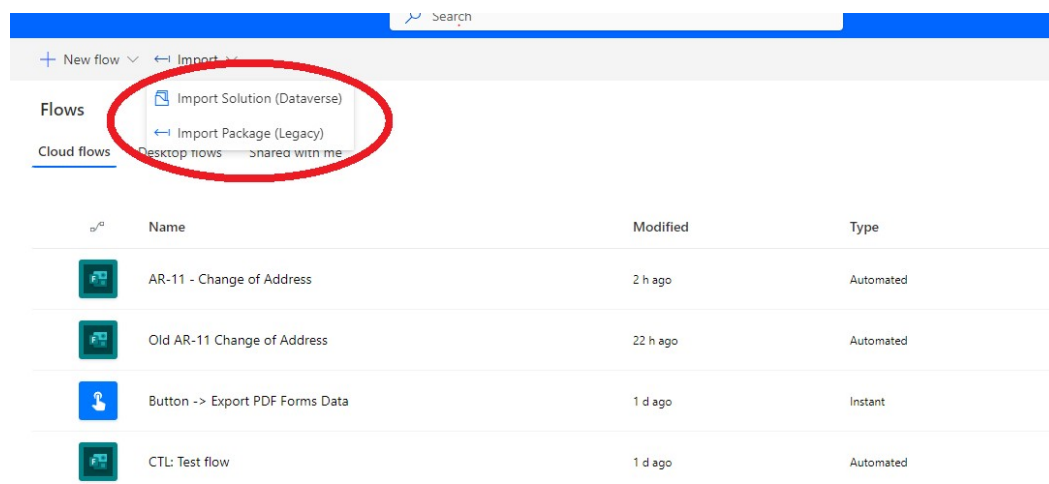 Search
New flow Import
Import Solution (Dataverse)
Flows
Import Package (Legacy)
Cloud flows Desktop flows Shared with me
Name Modified Type
AR-11 - Change of Address 2 h ago Automated
Old AR-11 Change of Address 22 h ago Automated
Button -> Export PDF Forms Data 1 d ago Instant
CTL: Test flow 1 d ago Automated